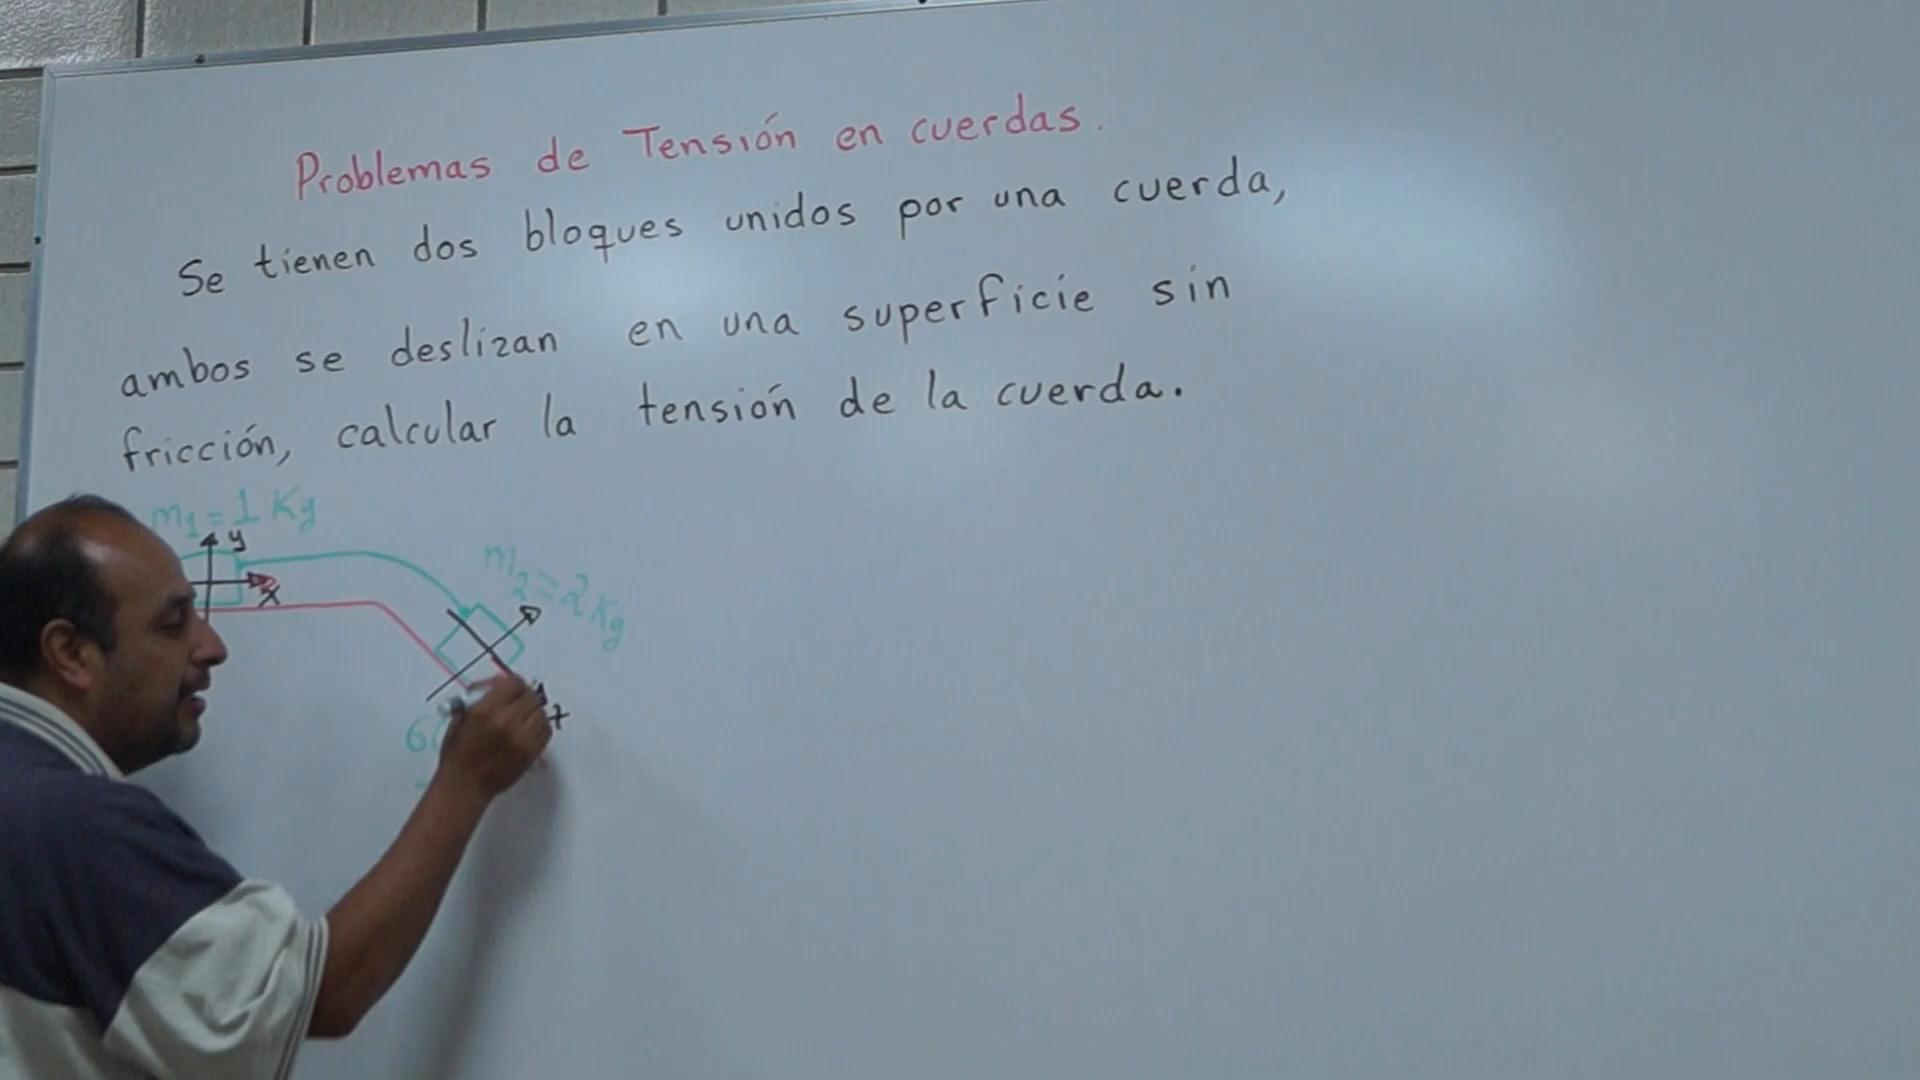 Problemas de Tensión en cuerdas.
Se tienen dos bloques unidos por una cuerda,
ambos se deslizan en una superficie sin
fricción, calcular la tensión de la cuerda.
m1 = 1 Kg
y
x
m2 = 2 Kg